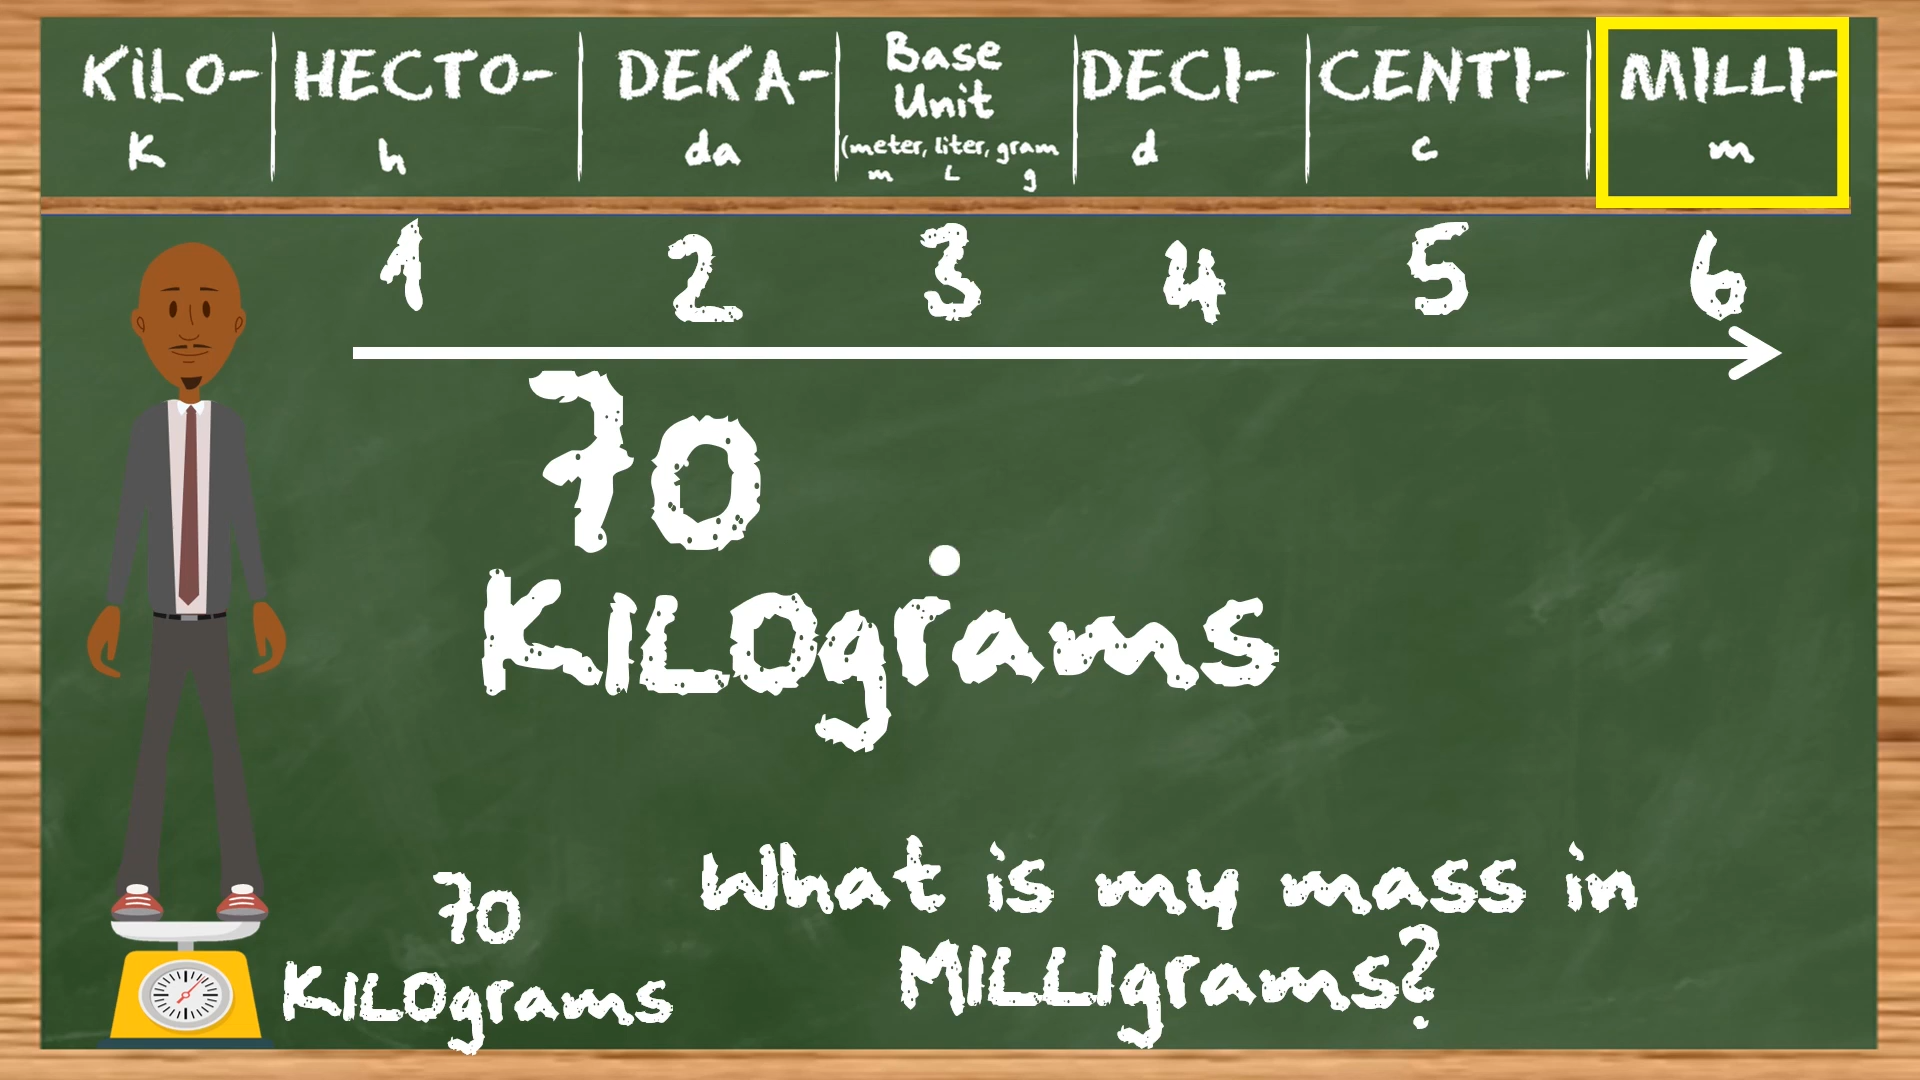 KILO- HECTO- DEKA- Base Unit DECI- CENTI- MILLI-
K h da (meter, liter, gram d c m
m L g
1 2 3 4 5 6
70
KILOgrams
What is my mass in
MILLIgrams?
70
KILOgrams